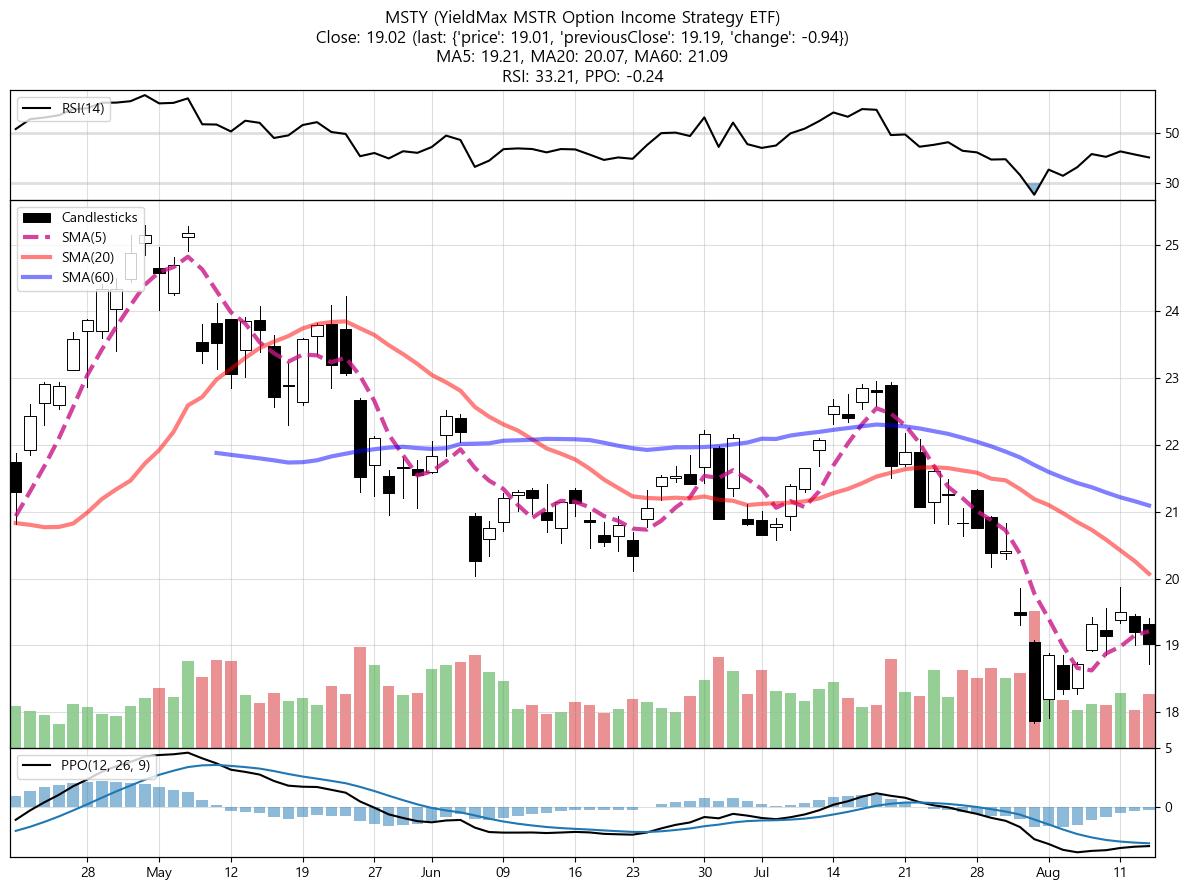 MSTY (YieldMax MSTR Option Income Strategy ETF)
Close: 19.02 (last: {'price': 19.01, 'previousClose': 19.19, 'change': -0.94})
MA5: 19.21, MA20: 20.07, MA60: 21.09
RSI: 33.21, PPO: -0.24
RSI(14)
50
30
Candlesticks
SMA(5)
SMA(20)
SMA(60)
25
24
23
22
21
20
19
18
PPO(12, 26, 9)
5
0
28 May 12 19 27 Jun 09 16 23 30 Jul 14 21 28 Aug 11